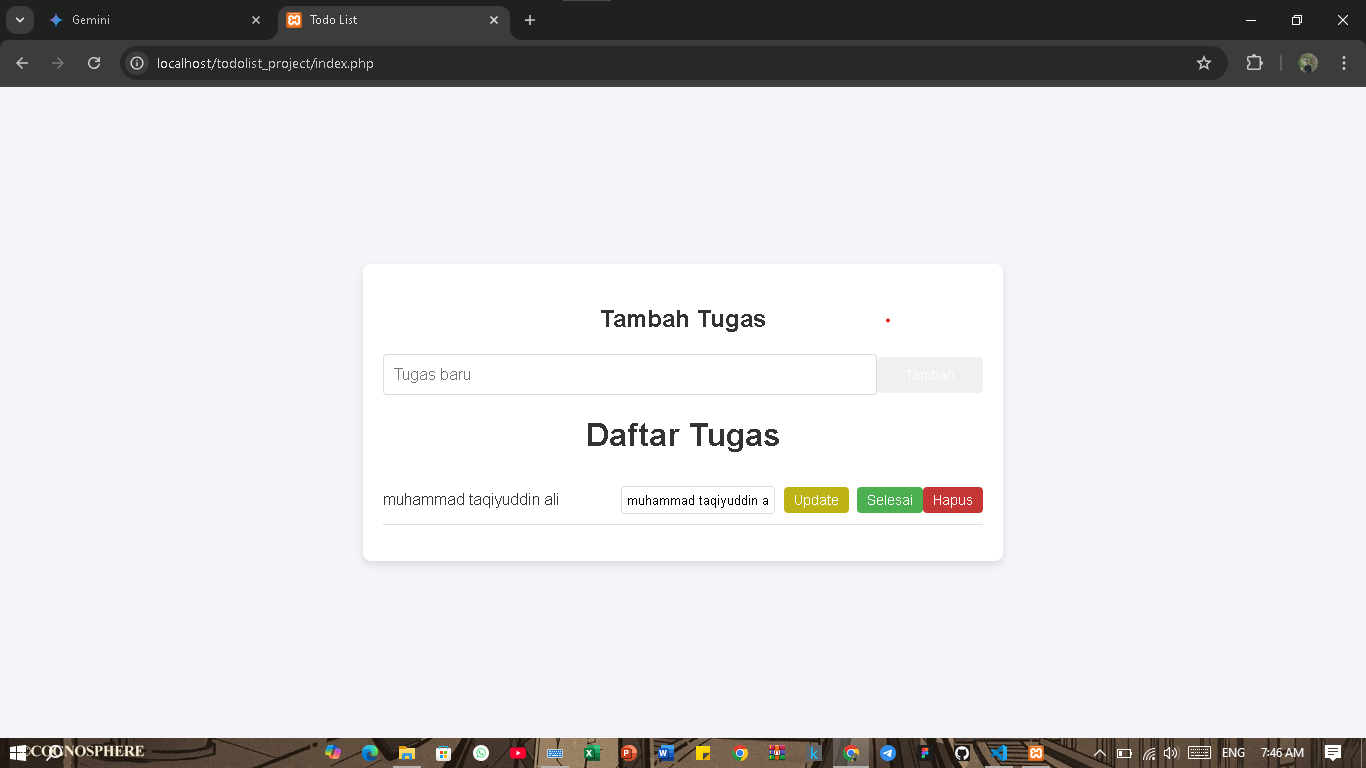 Gemini
Todo List
localhost/todolist_project/index.php
Tambah Tugas
Tugas baru
Tambah
Daftar Tugas
muhammad taqiyuddin ali
muhammad taqiyuddin a
Update
Selesai
Hapus
©COGNOSPHERE
ENG
7:46 AM